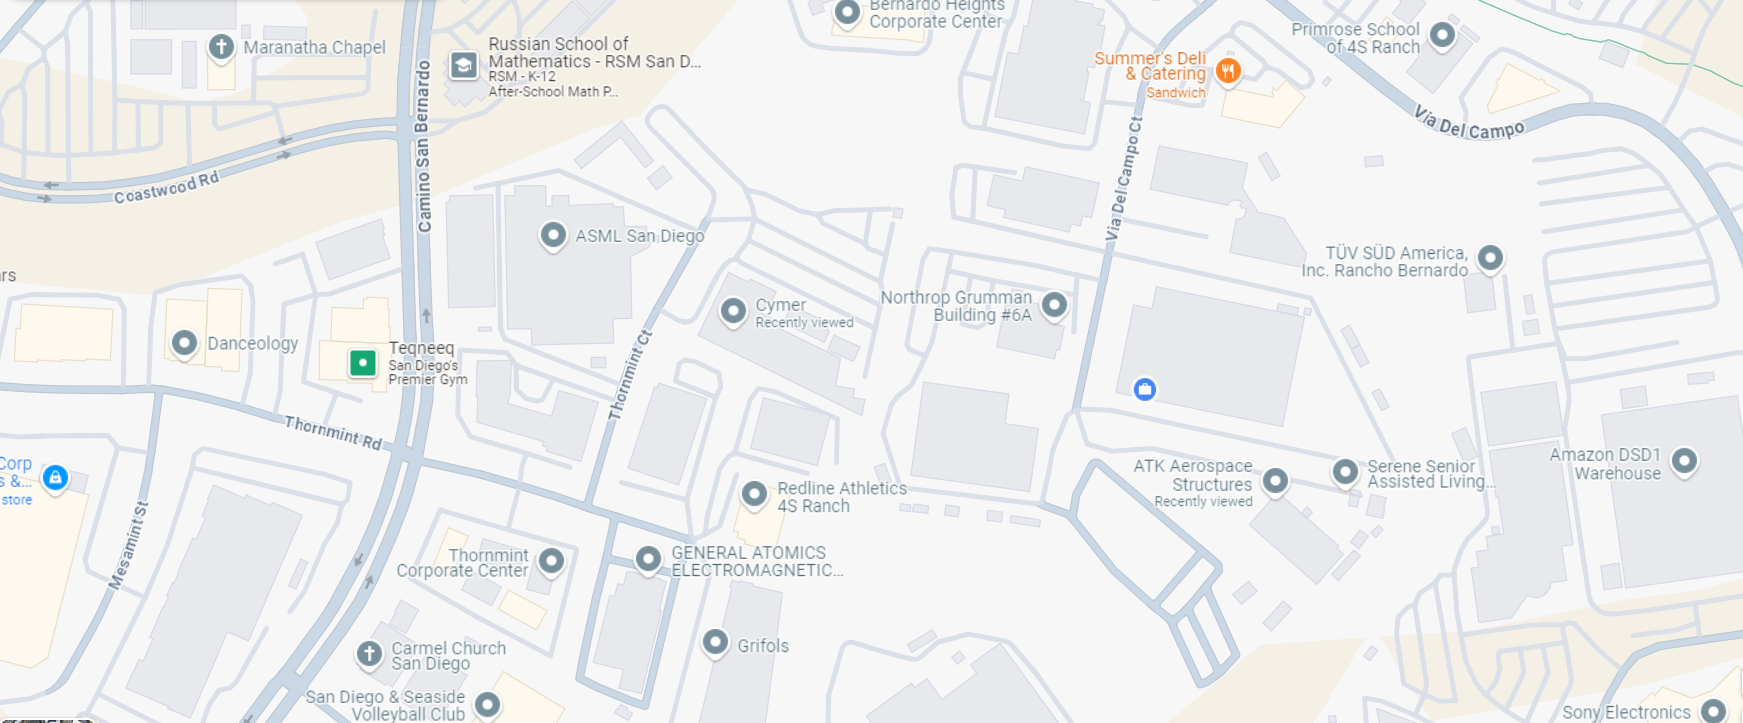 Bernardo Heights
Corporate Center
Maranatha Chapel
Russian School of
Mathematics - RSM San D...
RSM - K-12
After-School Math P...
Primrose School
of 4S Ranch
Summer's Deli
& Catering
Sandwich
Via Del Campo
Camino San Bernardo
Coastwood Rd
Via Del Campo Ct
ASML San Diego
TÜV SÜD America,
Inc. Rancho Bernardo
ars
Cymer
Recently viewed
Northrop Grumman
Building #6A
Danceology
Teqneeq
San Diego's
Premier Gym
Thornmint Ct
Thornmint Rd
Corp
s &...
store
Mesamint St
Redline Athletics
4S Ranch
ATK Aerospace
Structures
Recently viewed
Serene Senior
Assisted Living...
Amazon DSD1
Warehouse
Thornmint
Corporate Center
GENERAL ATOMICS
ELECTROMAGNETIC...
Carmel Church
San Diego
Grifols
San Diego & Seaside
Volleyball Club
Sony Electronics